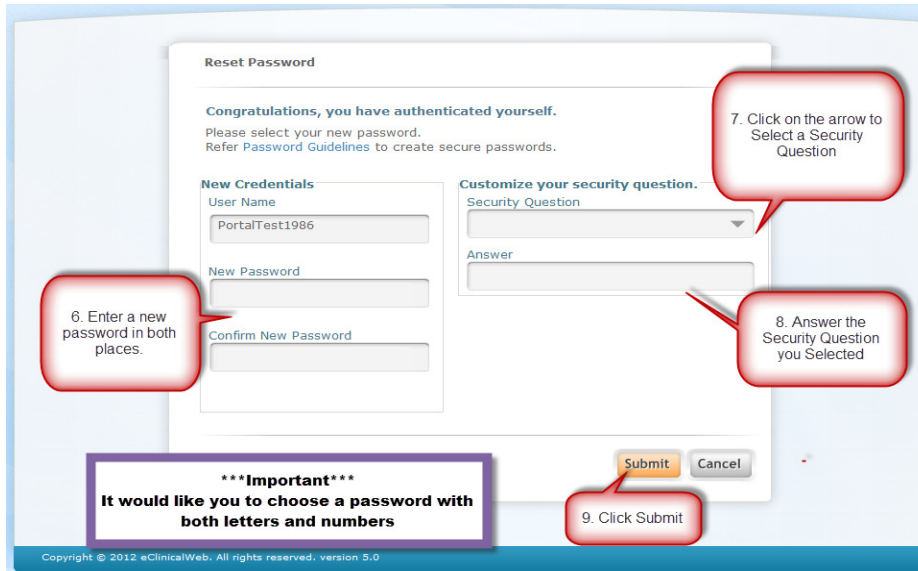 Reset Password
Congratulations, you have authenticated yourself.
Please select your new password.
Refer Password Guidelines to create secure passwords.
7. Click on the arrow to
Select a Security
Question
New Credentials
User Name
PortalTest1986
New Password
Confirm New Password
Customize your security question.
Security Question
Answer
6. Enter a new
password in both
places.
8. Answer the
Security Question
you Selected
Submit
Cancel
***Important***
It would like you to choose a password with
both letters and numbers
9. Click Submit
Copyright © 2012 eClinicalWeb. All rights reserved. version 5.0